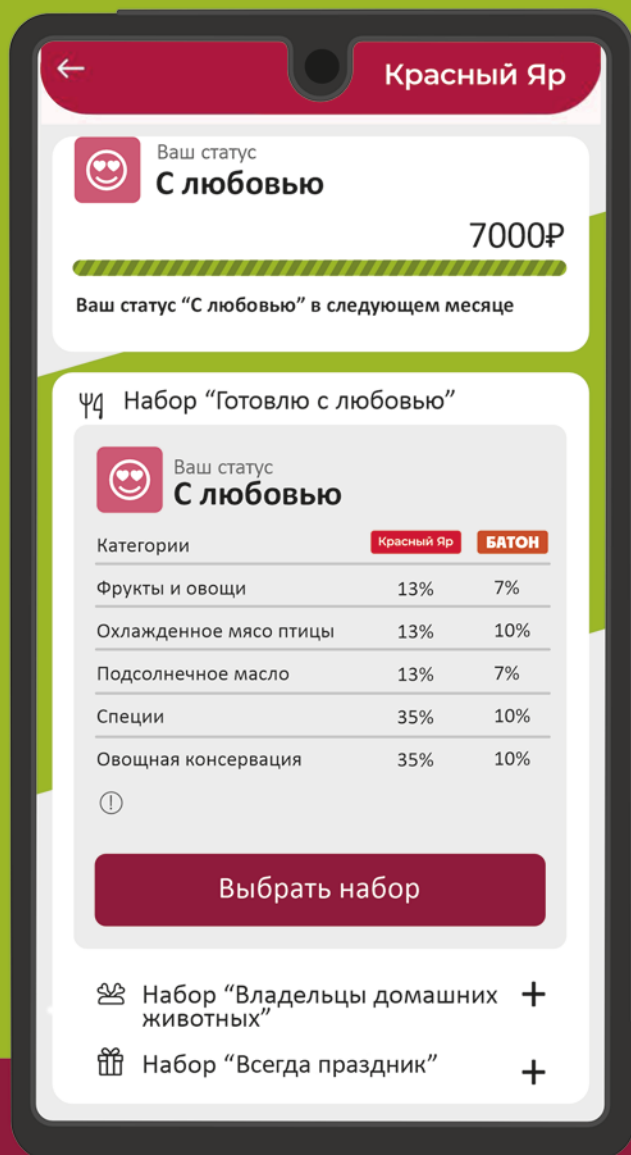 Красный Яр
Ваш статус
С любовью
7000₽
Ваш статус “С любовью” в следующем месяце
Набор “Готовлю с любовью”
Ваш статус
С любовью
Категории Красный Яр БАТОН
Фрукты и овощи 13% 7%
Охлажденное мясо птицы 13% 10%
Подсолнечное масло 13% 7%
Специи 35% 10%
Овощная консервация 35% 10%
Выбрать набор
Набор “Владельцы домашних
животных”
Набор “Всегда праздник”